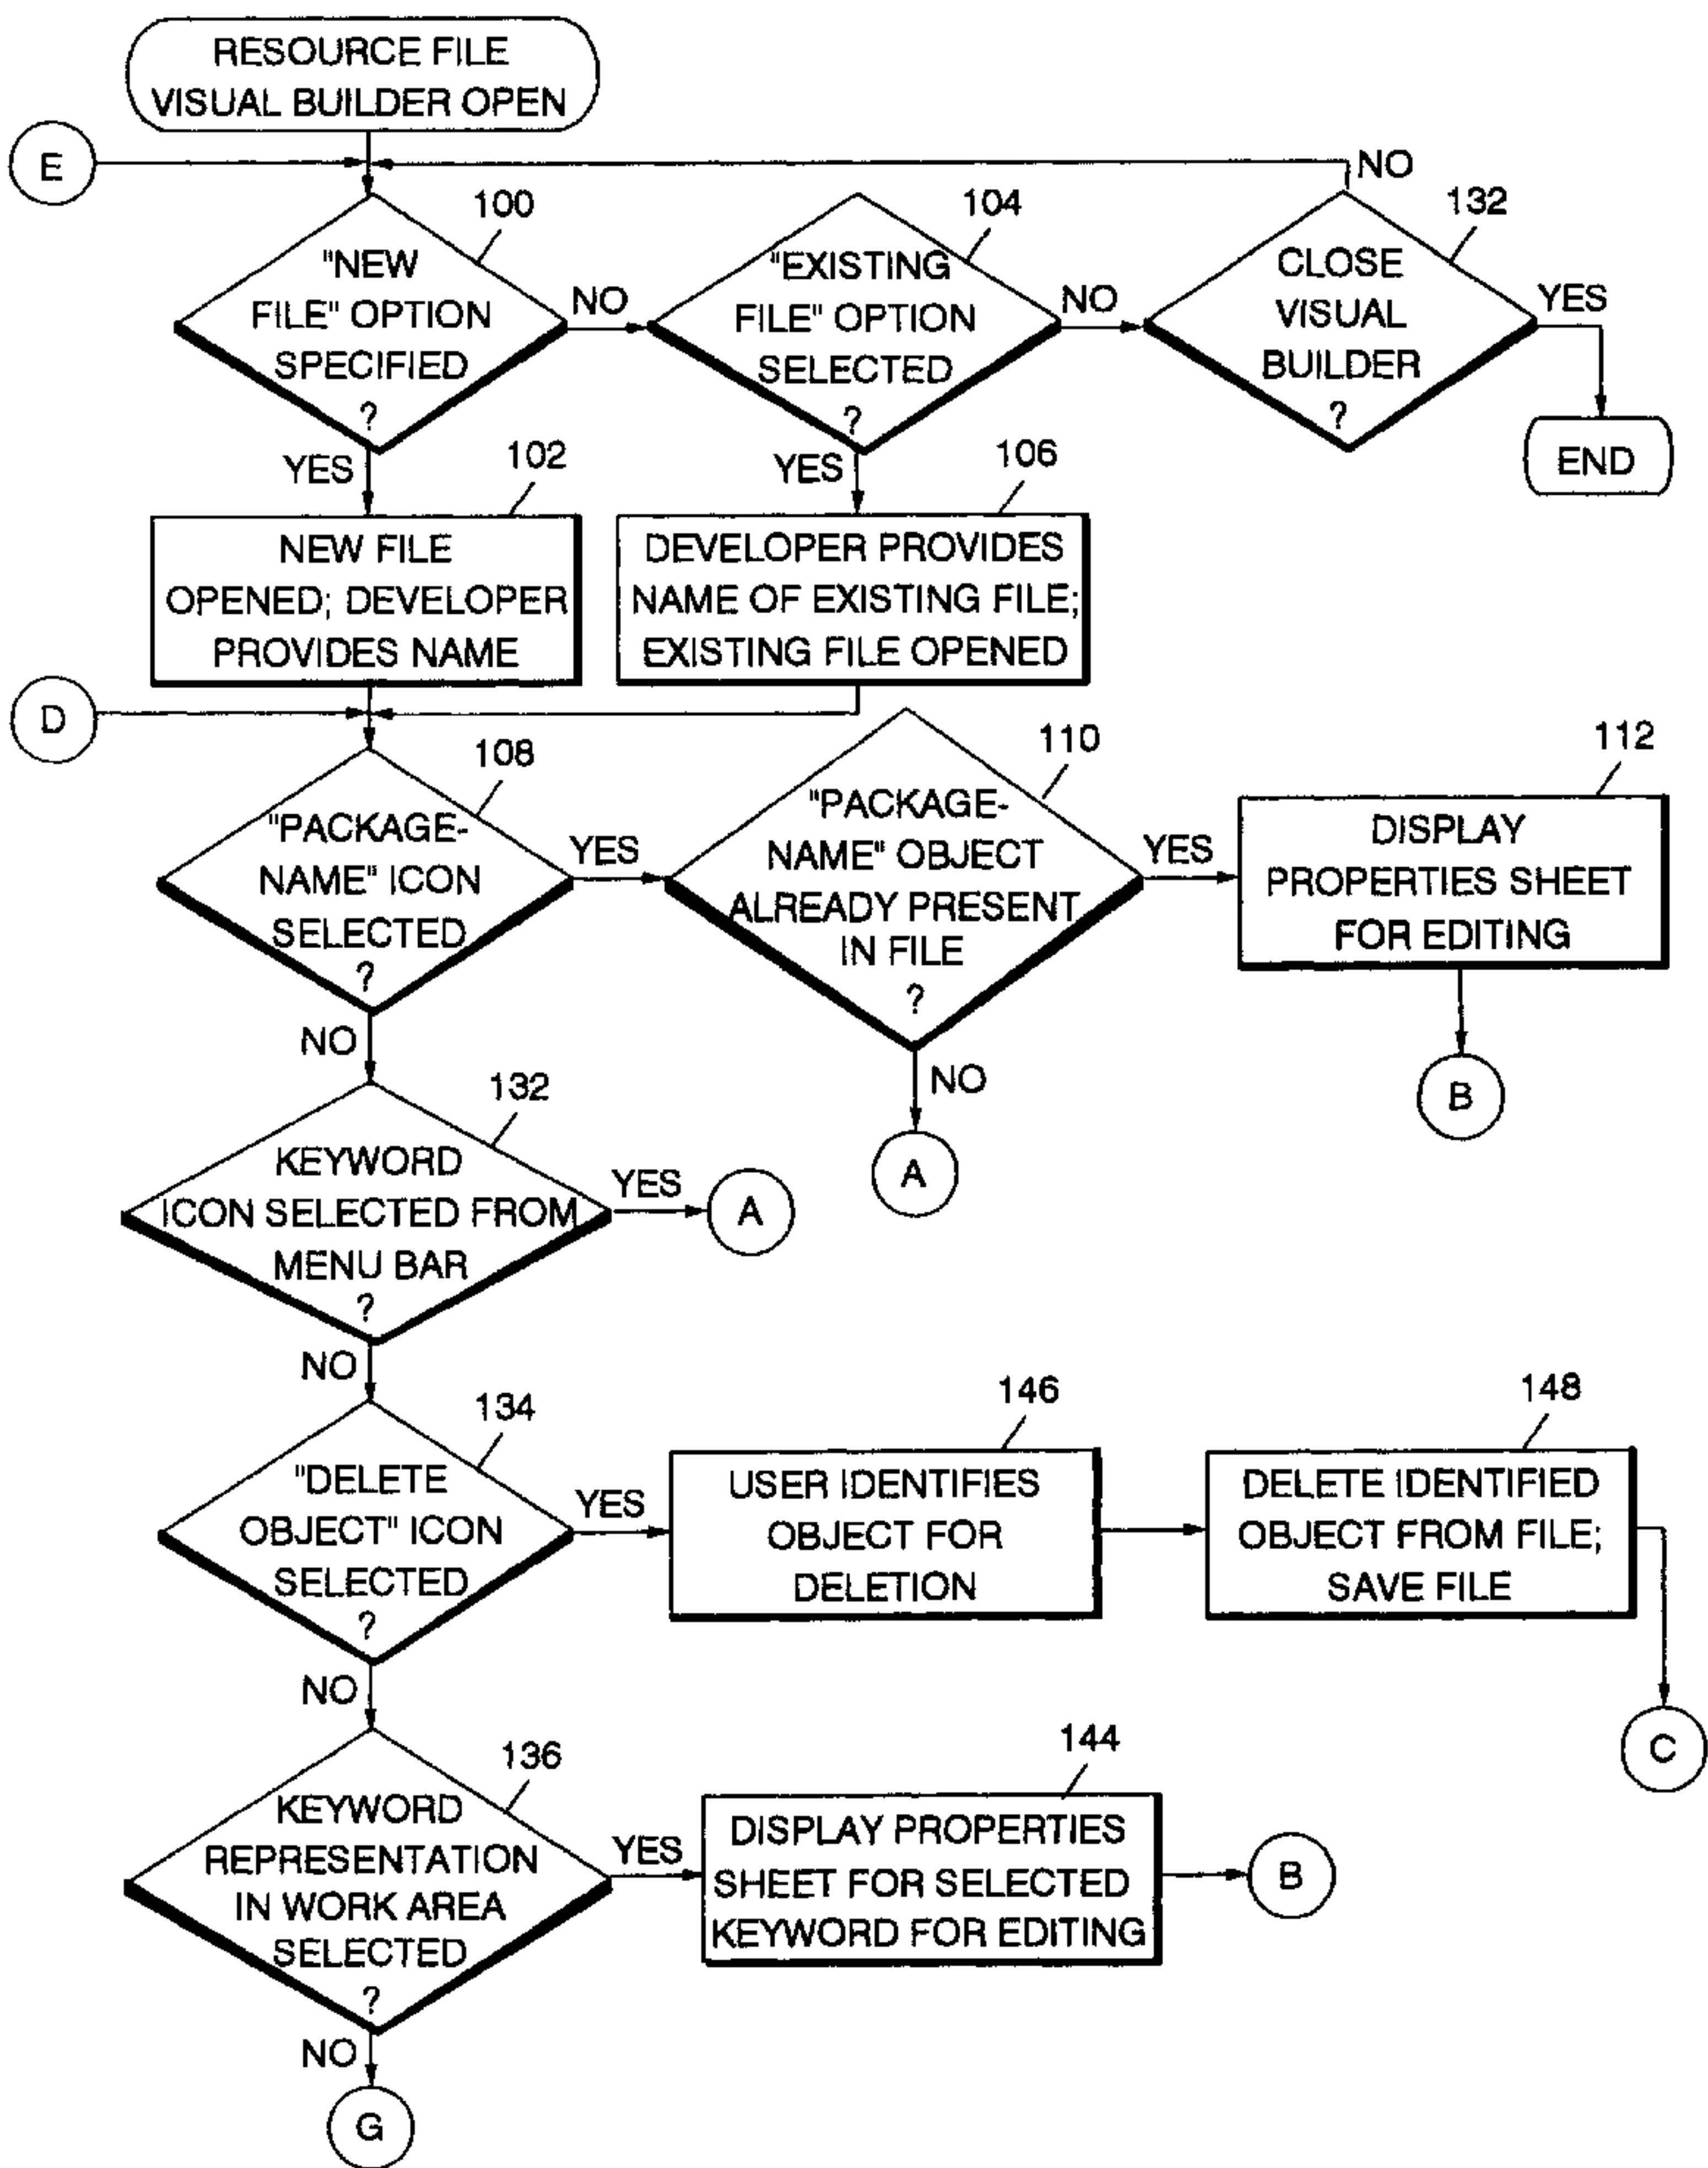 RESOURCE FILE
VISUAL BUILDER OPEN
E
NO
100
"NEW
FILE" OPTION
SPECIFIED
?
NO
104
"EXISTING
FILE" OPTION
SELECTED
?
NO
132
CLOSE
VISUAL
BUILDER
?
YES
END
YES
102
NEW FILE
OPENED; DEVELOPER
PROVIDES NAME
YES
106
DEVELOPER PROVIDES
NAME OF EXISTING FILE;
EXISTING FILE OPENED
D
108
"PACKAGE-
NAME" ICON
SELECTED
?
YES
110
"PACKAGE-
NAME" OBJECT
ALREADY PRESENT
IN FILE
?
YES
112
DISPLAY
PROPERTIES SHEET
FOR EDITING
B
NO
A
NO
132
KEYWORD
ICON SELECTED FROM
MENU BAR
?
YES
A
NO
134
"DELETE
OBJECT" ICON
SELECTED
?
YES
146
USER IDENTIFIES
OBJECT FOR
DELETION
148
DELETE IDENTIFIED
OBJECT FROM FILE;
SAVE FILE
C
NO
136
KEYWORD
REPRESENTATION
IN WORK AREA
SELECTED
?
YES
144
DISPLAY PROPERTIES
SHEET FOR SELECTED
KEYWORD FOR EDITING
B
NO
G